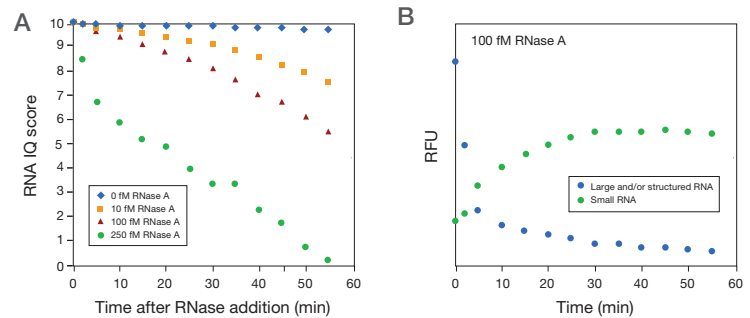 A
RNA IQ score
10
9
8
7
6
5
4
3
2
1
0
0 fM RNase A
10 fM RNase A
100 fM RNase A
250 fM RNase A
0 10 20 30 40 50 60
Time after RNase addition (min)
B
100 fM RNase A
RFU
Large and/or structured RNA
Small RNA
0 10 20 30 40 50 60
Time (min)